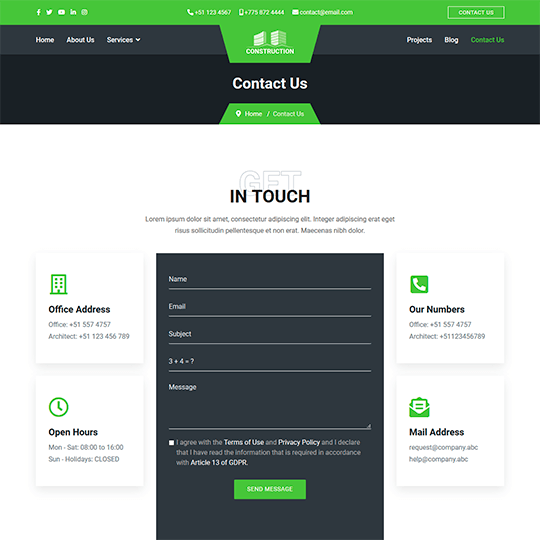 +51 123 4567 +775 872 4444 contact@email.com CONTACT US
Home About Us Services Projects Blog Contact Us
CONSTRUCTION
Contact Us
Home / Contact Us
GET
IN TOUCH
Lorem ipsum dolor sit amet, consectetur adipiscing elit. Integer adipiscing erat eget
risus sollicitudin pellentesque et non erat. Maecenas nibh dolor.
Office Address
Office: +51 557 4757
Architect: +51 123 456 789
Open Hours
Mon - Sat: 08:00 to 16:00
Sun - Holidays: CLOSED
Name
Email
Subject
3 + 4 = ?
Message
I agree with the Terms of Use and Privacy Policy and I declare
that I have read the information that is required in accordance
with Article 13 of GDPR.
SEND MESSAGE
Our Numbers
Office: +51 557 4757
Architect: +51123456789
Mail Address
request@company.abc
help@company.abc